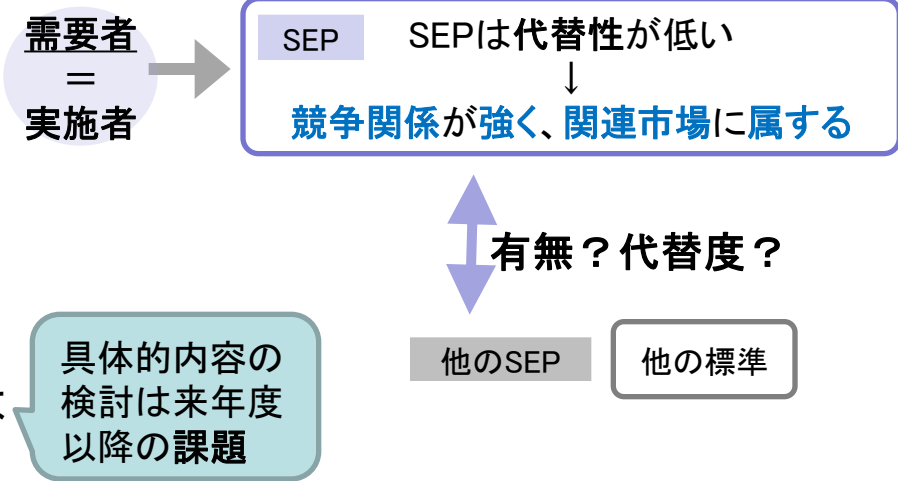 需要者
＝
実施者
SEP
SEPは代替性が低い
↓
競争関係が強く、関連市場に属する
有無？代替度？
他のSEP
他の標準
具体的内容の
検討は来年度
以降の課題